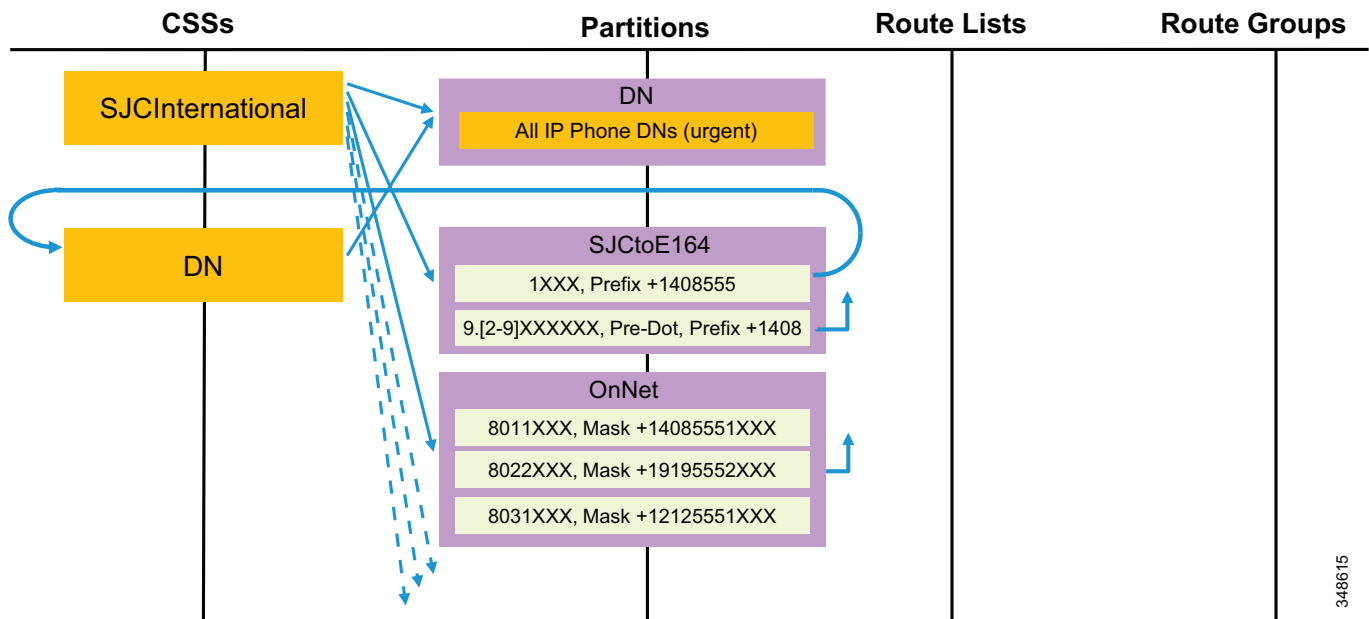 CSSs
Partitions
Route Lists
Route Groups
SJCInternational
DN
All IP Phone DNs (urgent)
DN
SJCtoE164
1XXX, Prefix +1408555
9.[2-9]XXXXXX, Pre-Dot, Prefix +1408
OnNet
8011XXX, Mask +14085551XXX
8022XXX, Mask +19195552XXX
8031XXX, Mask +12125551XXX
348615